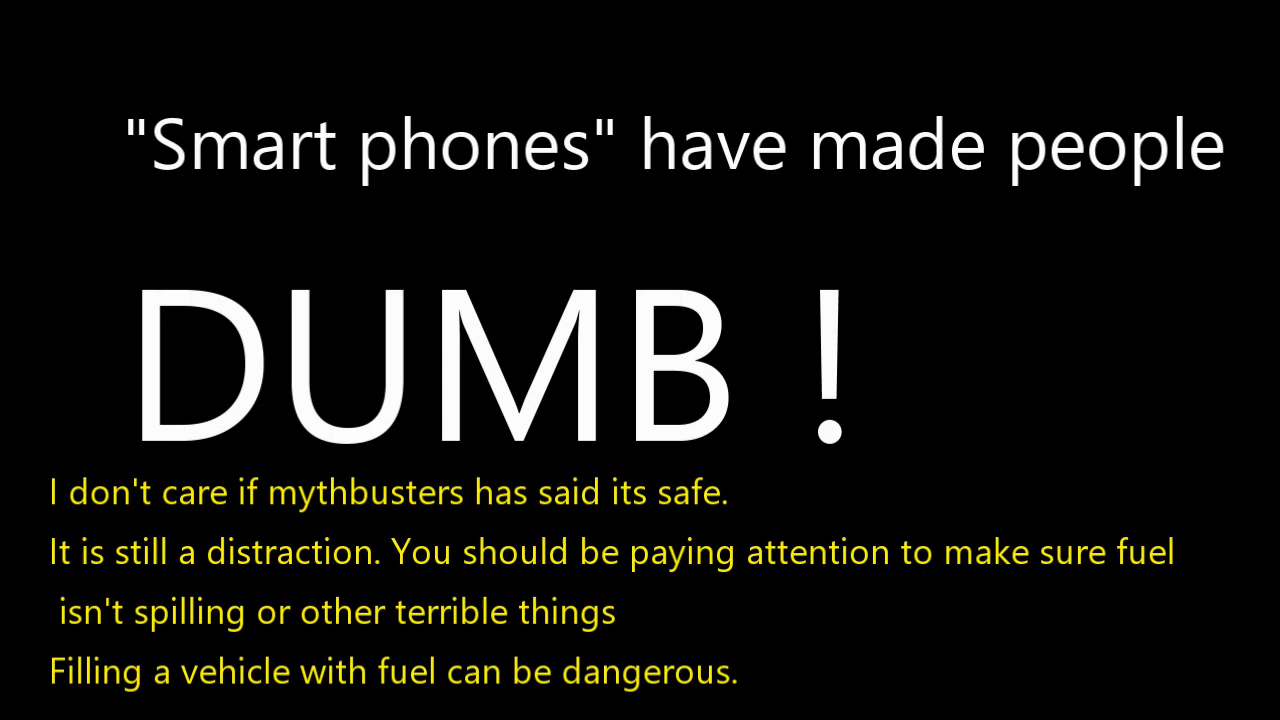 "Smart phones" have made people
DUMB !
I don't care if mythbusters has said its safe.
It is still a distraction. You should be paying attention to make sure fuel
isn't spilling or other terrible things
Filling a vehicle with fuel can be dangerous.